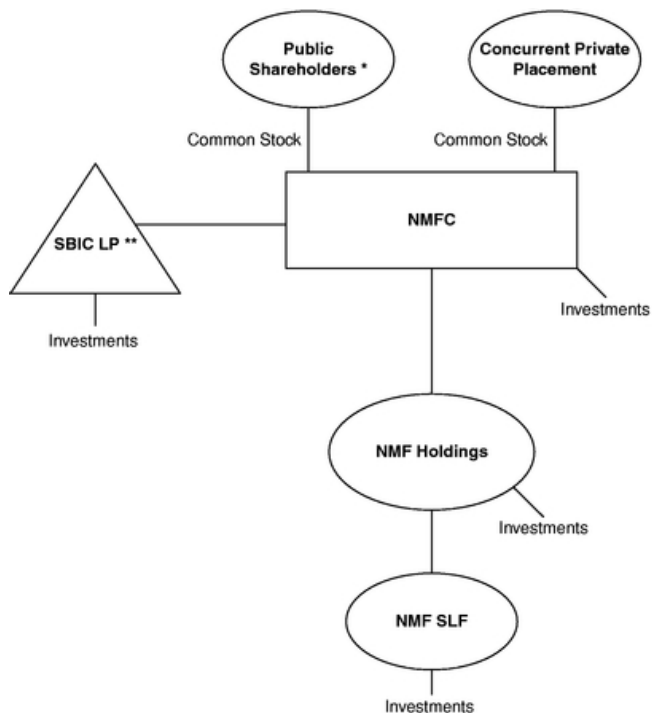 Public
Shareholders *
Concurrent Private
Placement
Common Stock
Common Stock
NMFC
SBIC LP **
Investments
Investments
NMF Holdings
Investments
NMF SLF
Investments